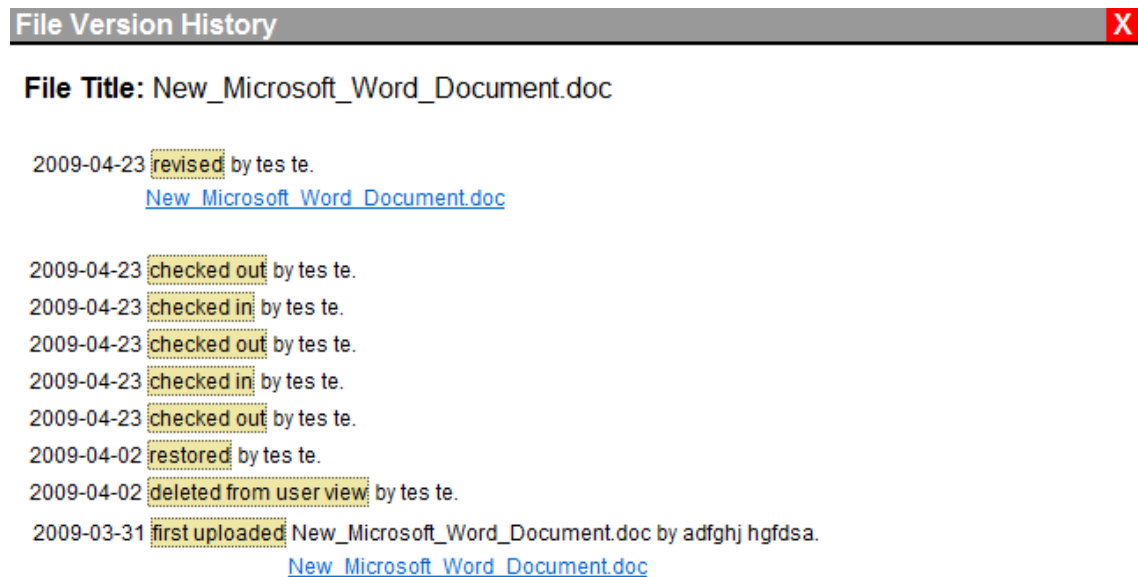 File Version History X
File Title: New_Microsoft_Word_Document.doc
2009-04-23 revised by tes te.
New_Microsoft_Word_Document.doc
2009-04-23 checked out by tes te.
2009-04-23 checked in by tes te.
2009-04-23 checked out by tes te.
2009-04-23 checked in by tes te.
2009-04-23 checked out by tes te.
2009-04-02 restored by tes te.
2009-04-02 deleted from user view by tes te.
2009-03-31 first uploaded New_Microsoft_Word_Document.doc by adfghj hgfdsa.
New_Microsoft_Word_Document.doc